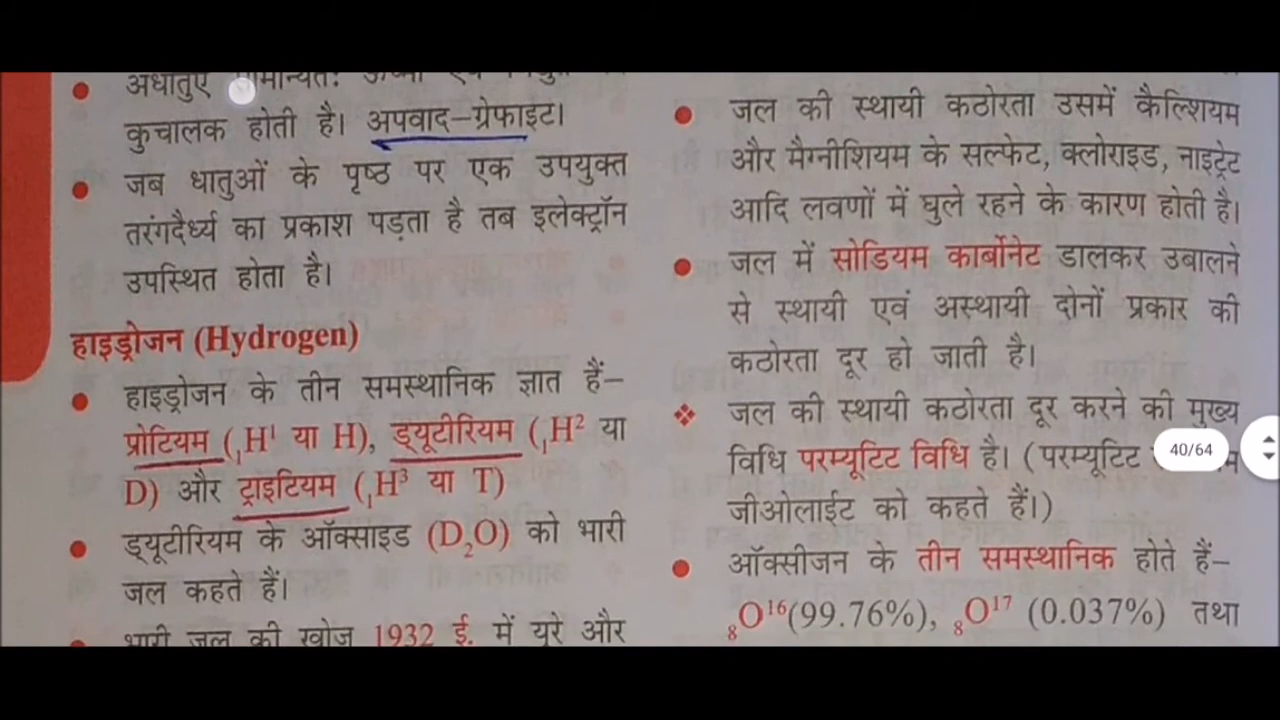 अधातुएँ
कुचालक होती है। अपवाद–ग्रेफाइट।
जब धातुओं के पृष्ठ पर एक उपयुक्त
तरंगदैर्ध्य का प्रकाश पड़ता है तब इलेक्ट्रॉन
उपस्थित होता है।
हाइड्रोजन (Hydrogen)
हाइड्रोजन के तीन समस्थानिक ज्ञात हैं–
प्रोटियम (₁H¹ या H), ड्यूटीरियम (₁H² या
D) और ट्राइटियम (₁H³ या T)
ड्यूटीरियम के ऑक्साइड (D₂O) को भारी
जल कहते हैं।
भारी जल की खोज 1932 ई. में यूरे और
जल की स्थायी कठोरता उसमें कैल्शियम
और मैग्नीशियम के सल्फेट, क्लोराइड, नाइट्रेट
आदि लवणों में घुले रहने के कारण होती है।
जल में सोडियम कार्बोनेट डालकर उबालने
से स्थायी एवं अस्थायी दोनों प्रकार की
कठोरता दूर हो जाती है।
जल की स्थायी कठोरता दूर करने की मुख्य
विधि परम्यूटिट विधि है। (परम्यूटिट
जीओलाईट को कहते हैं।)
ऑक्सीजन के तीन समस्थानिक होते हैं–
₈O¹⁶(99.76%), ₈O¹⁷ (0.037%) तथा
40/64